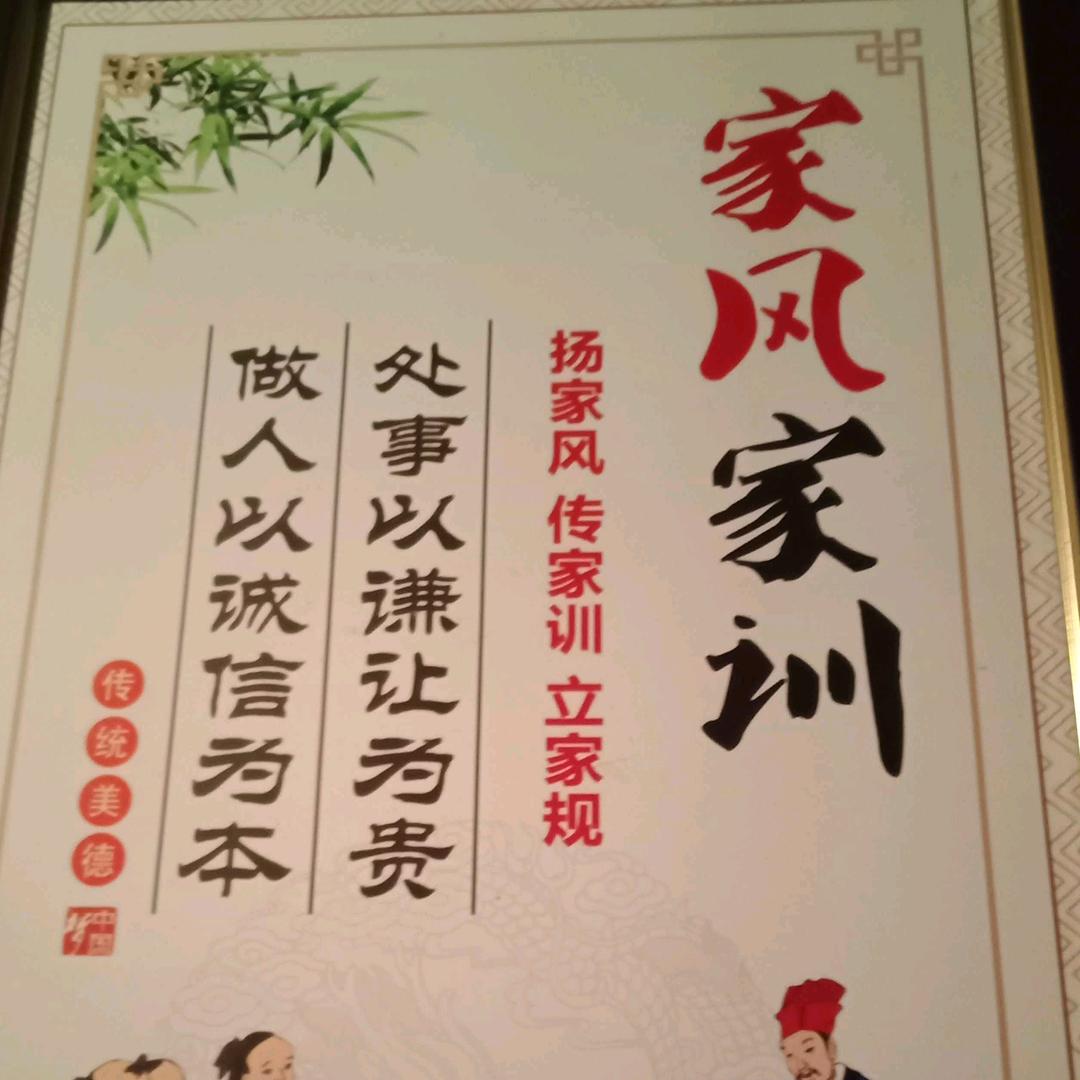 家风家训
扬家风 传家训 立家规
处事以谦让为贵
做人以诚信为本
传统美德
中国梦